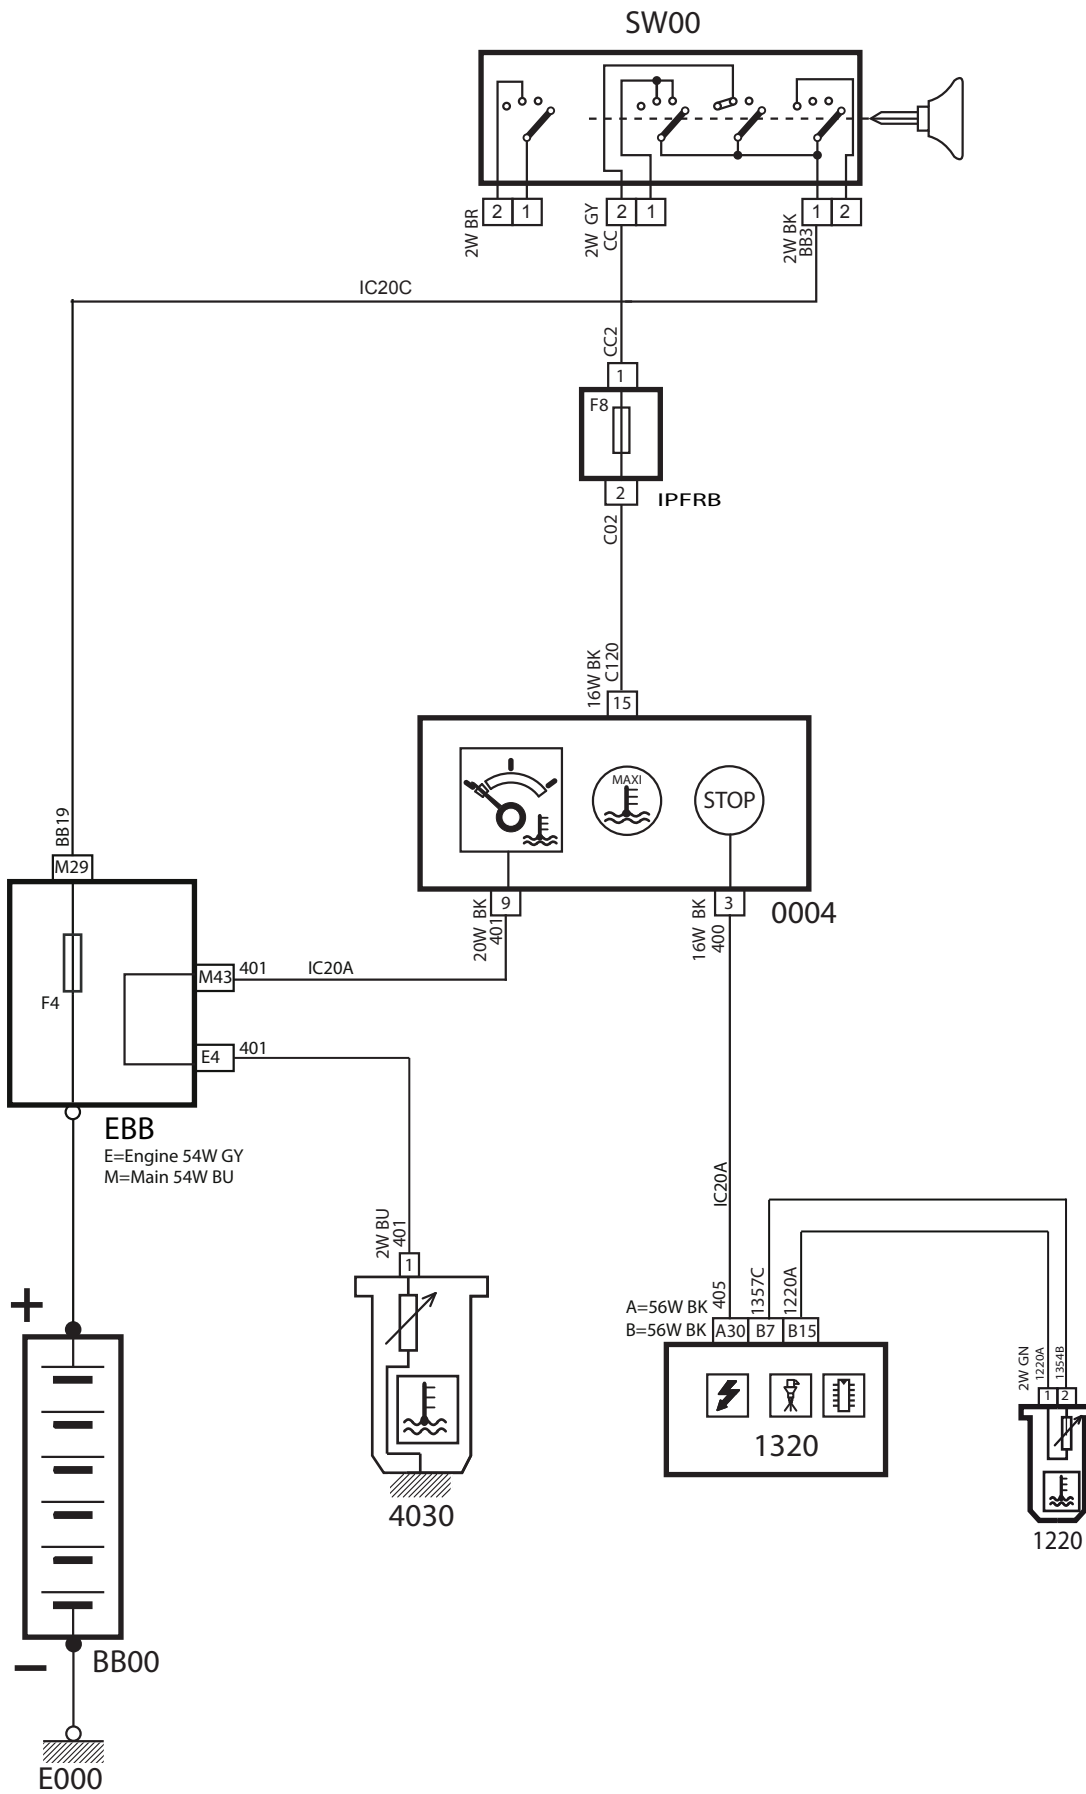 SW00
2W BR
2
1
2W GY
CC
2
1
2W BK
BB3
1
2
IC20C
CC2
1
F8
2
IPFRB
C02
16W BK
C120
15
MAXI
STOP
BB19
M29
9
3
0004
20W BK
401
16W BK
400
M43
401
IC20A
F4
E4
401
EBB
E=Engine 54W GY
M=Main 54W BU
IC20A
2W BU
401
1
+
A=56W BK
B=56W BK
405
1357C
1220A
A30
B7
B15
2W GN
1220A
1354B
1
2
1320
4030
1220
–
BB00
E000